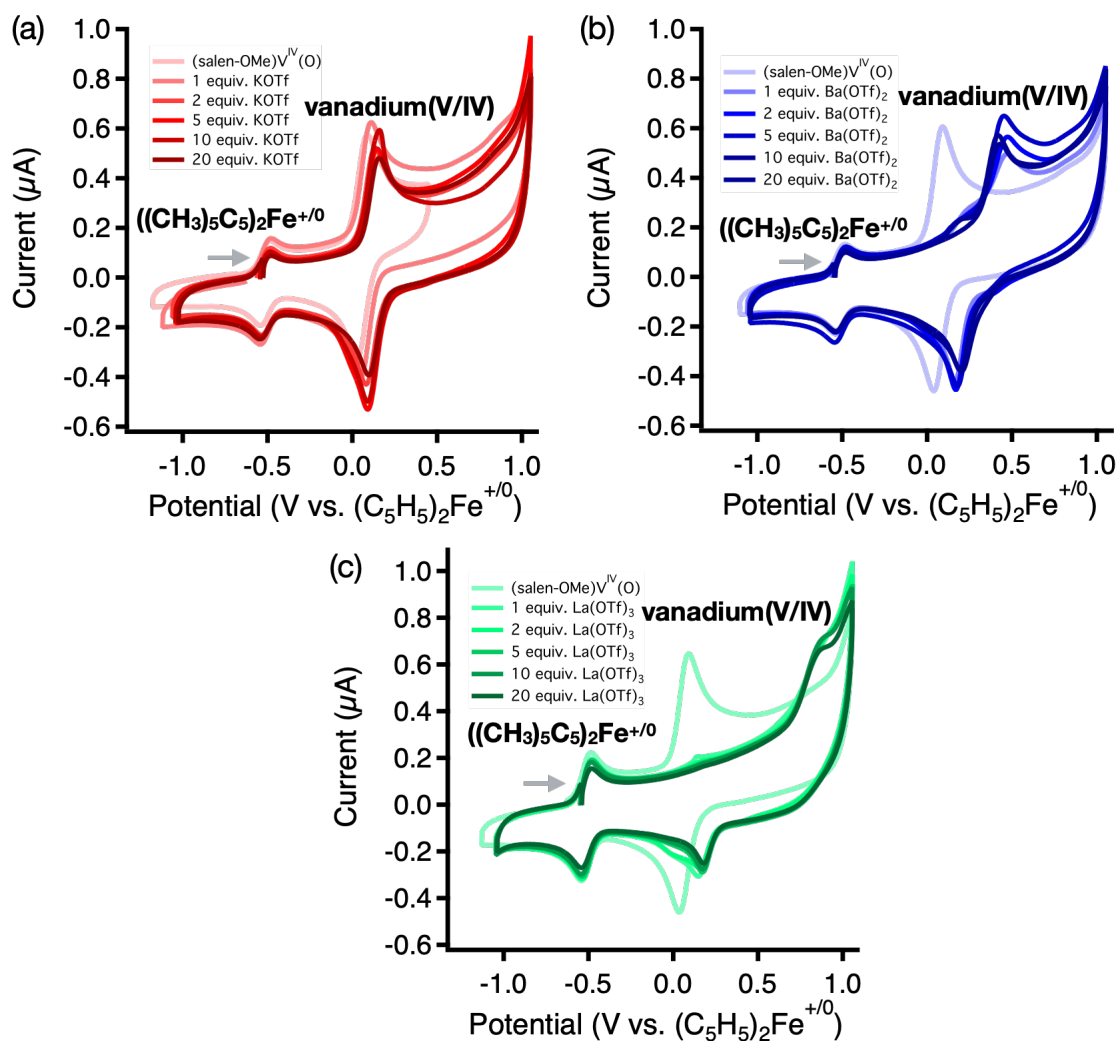 (a)
1.0
0.8
0.6
0.4
0.2
0.0
-0.2
-0.4
-0.6
Current (µA)
(salen-OMe)V^IV(O)
1 equiv. KOTf
2 equiv. KOTf
5 equiv. KOTf
10 equiv. KOTf
20 equiv. KOTf
vanadium(V/IV)
((CH3)₅C₅)₂Fe⁺/⁰
-1.0 -0.5 0.0 0.5 1.0
Potential (V vs. (C₅H₅)₂Fe⁺/⁰)
(b)
1.0
0.8
0.6
0.4
0.2
0.0
-0.2
-0.4
-0.6
Current (µA)
(salen-OMe)V^IV(O)
1 equiv. Ba(OTf)₂
2 equiv. Ba(OTf)₂
5 equiv. Ba(OTf)₂
10 equiv. Ba(OTf)₂
20 equiv. Ba(OTf)₂
vanadium(V/IV)
((CH3)₅C₅)₂Fe⁺/⁰
-1.0 -0.5 0.0 0.5 1.0
Potential (V vs. (C₅H₅)₂Fe⁺/⁰)
(c)
1.0
0.8
0.6
0.4
0.2
0.0
-0.2
-0.4
-0.6
Current (µA)
(salen-OMe)V^IV(O)
1 equiv. La(OTf)₃
2 equiv. La(OTf)₃
5 equiv. La(OTf)₃
10 equiv. La(OTf)₃
20 equiv. La(OTf)₃
vanadium(V/IV)
((CH3)₅C₅)₂Fe⁺/⁰
-1.0 -0.5 0.0 0.5 1.0
Potential (V vs. (C₅H₅)₂Fe⁺/⁰)